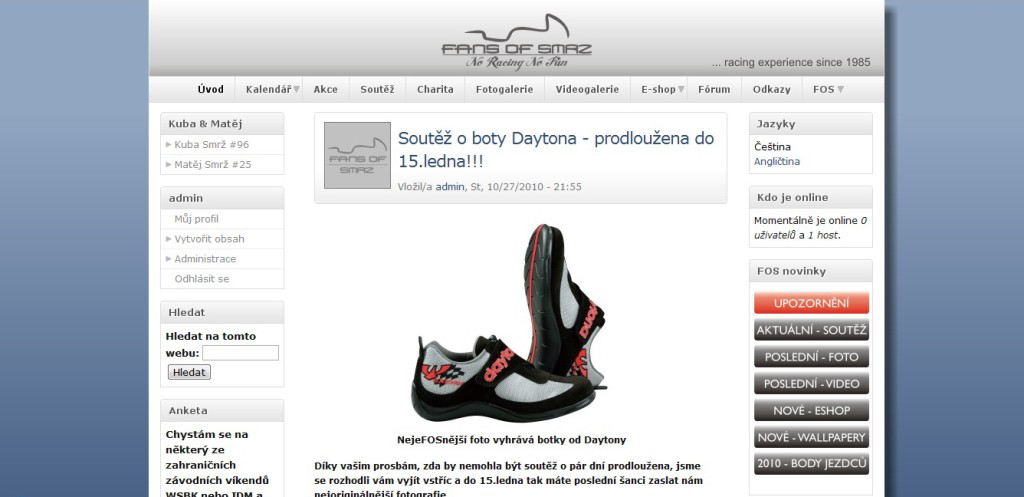 FANS OF SMRZ
No Racing No Fun
... racing experience since 1985
Úvod Kalendář Akce Soutěž Charita Fotogalerie Videogalerie E-shop Fórum Odkazy FOS
Kuba & Matěj
Kuba Smrž #96
Matěj Smrž #25
admin
Můj profil
Vytvořit obsah
Administrace
Odhlásit se
Hledat
Hledat na tomto
webu:
Hledat
Anketa
Chystám se na
některý ze
zahraničních
závodních víkendů
WSBK nebo IDM a
FANS OF SMRZ
Soutěž o boty Daytona - prodloužena do
15.ledna!!!
Vložil/a admin, St, 10/27/2010 - 21:55
daytona
NejeFOSnější foto vyhrává botky od Daytony
Díky vašim prosbám, zda by nemohla být soutěž o pár dní prodloužena, jsme
se rozhodli vám vyjít vstříc a do 15.ledna tak máte poslední šanci zaslat nám
nejoriginálnější fotografie
Jazyky
Čeština
Angličtina
Kdo je online
Momentálně je online 0
uživatelů a 1 host.
FOS novinky
UPOZORNĚNÍ
AKTUÁLNÍ - SOUTĚŽ
POSLEDNÍ - FOTO
POSLEDNÍ - VIDEO
NOVÉ - ESHOP
NOVÉ - WALLPAPERY
2010 - BODY JEZDCŮ